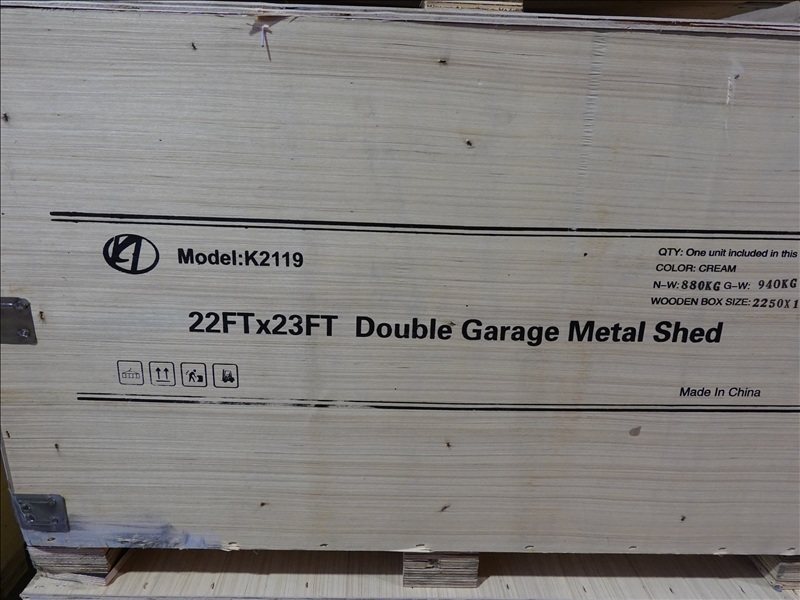 Model:K2119
QTY: One unit included in this
COLOR: CREAM
N-W: 880KG G-W: 940KG
WOODEN BOX SIZE: 2250X1
22FTx23FT Double Garage Metal Shed
Made In China